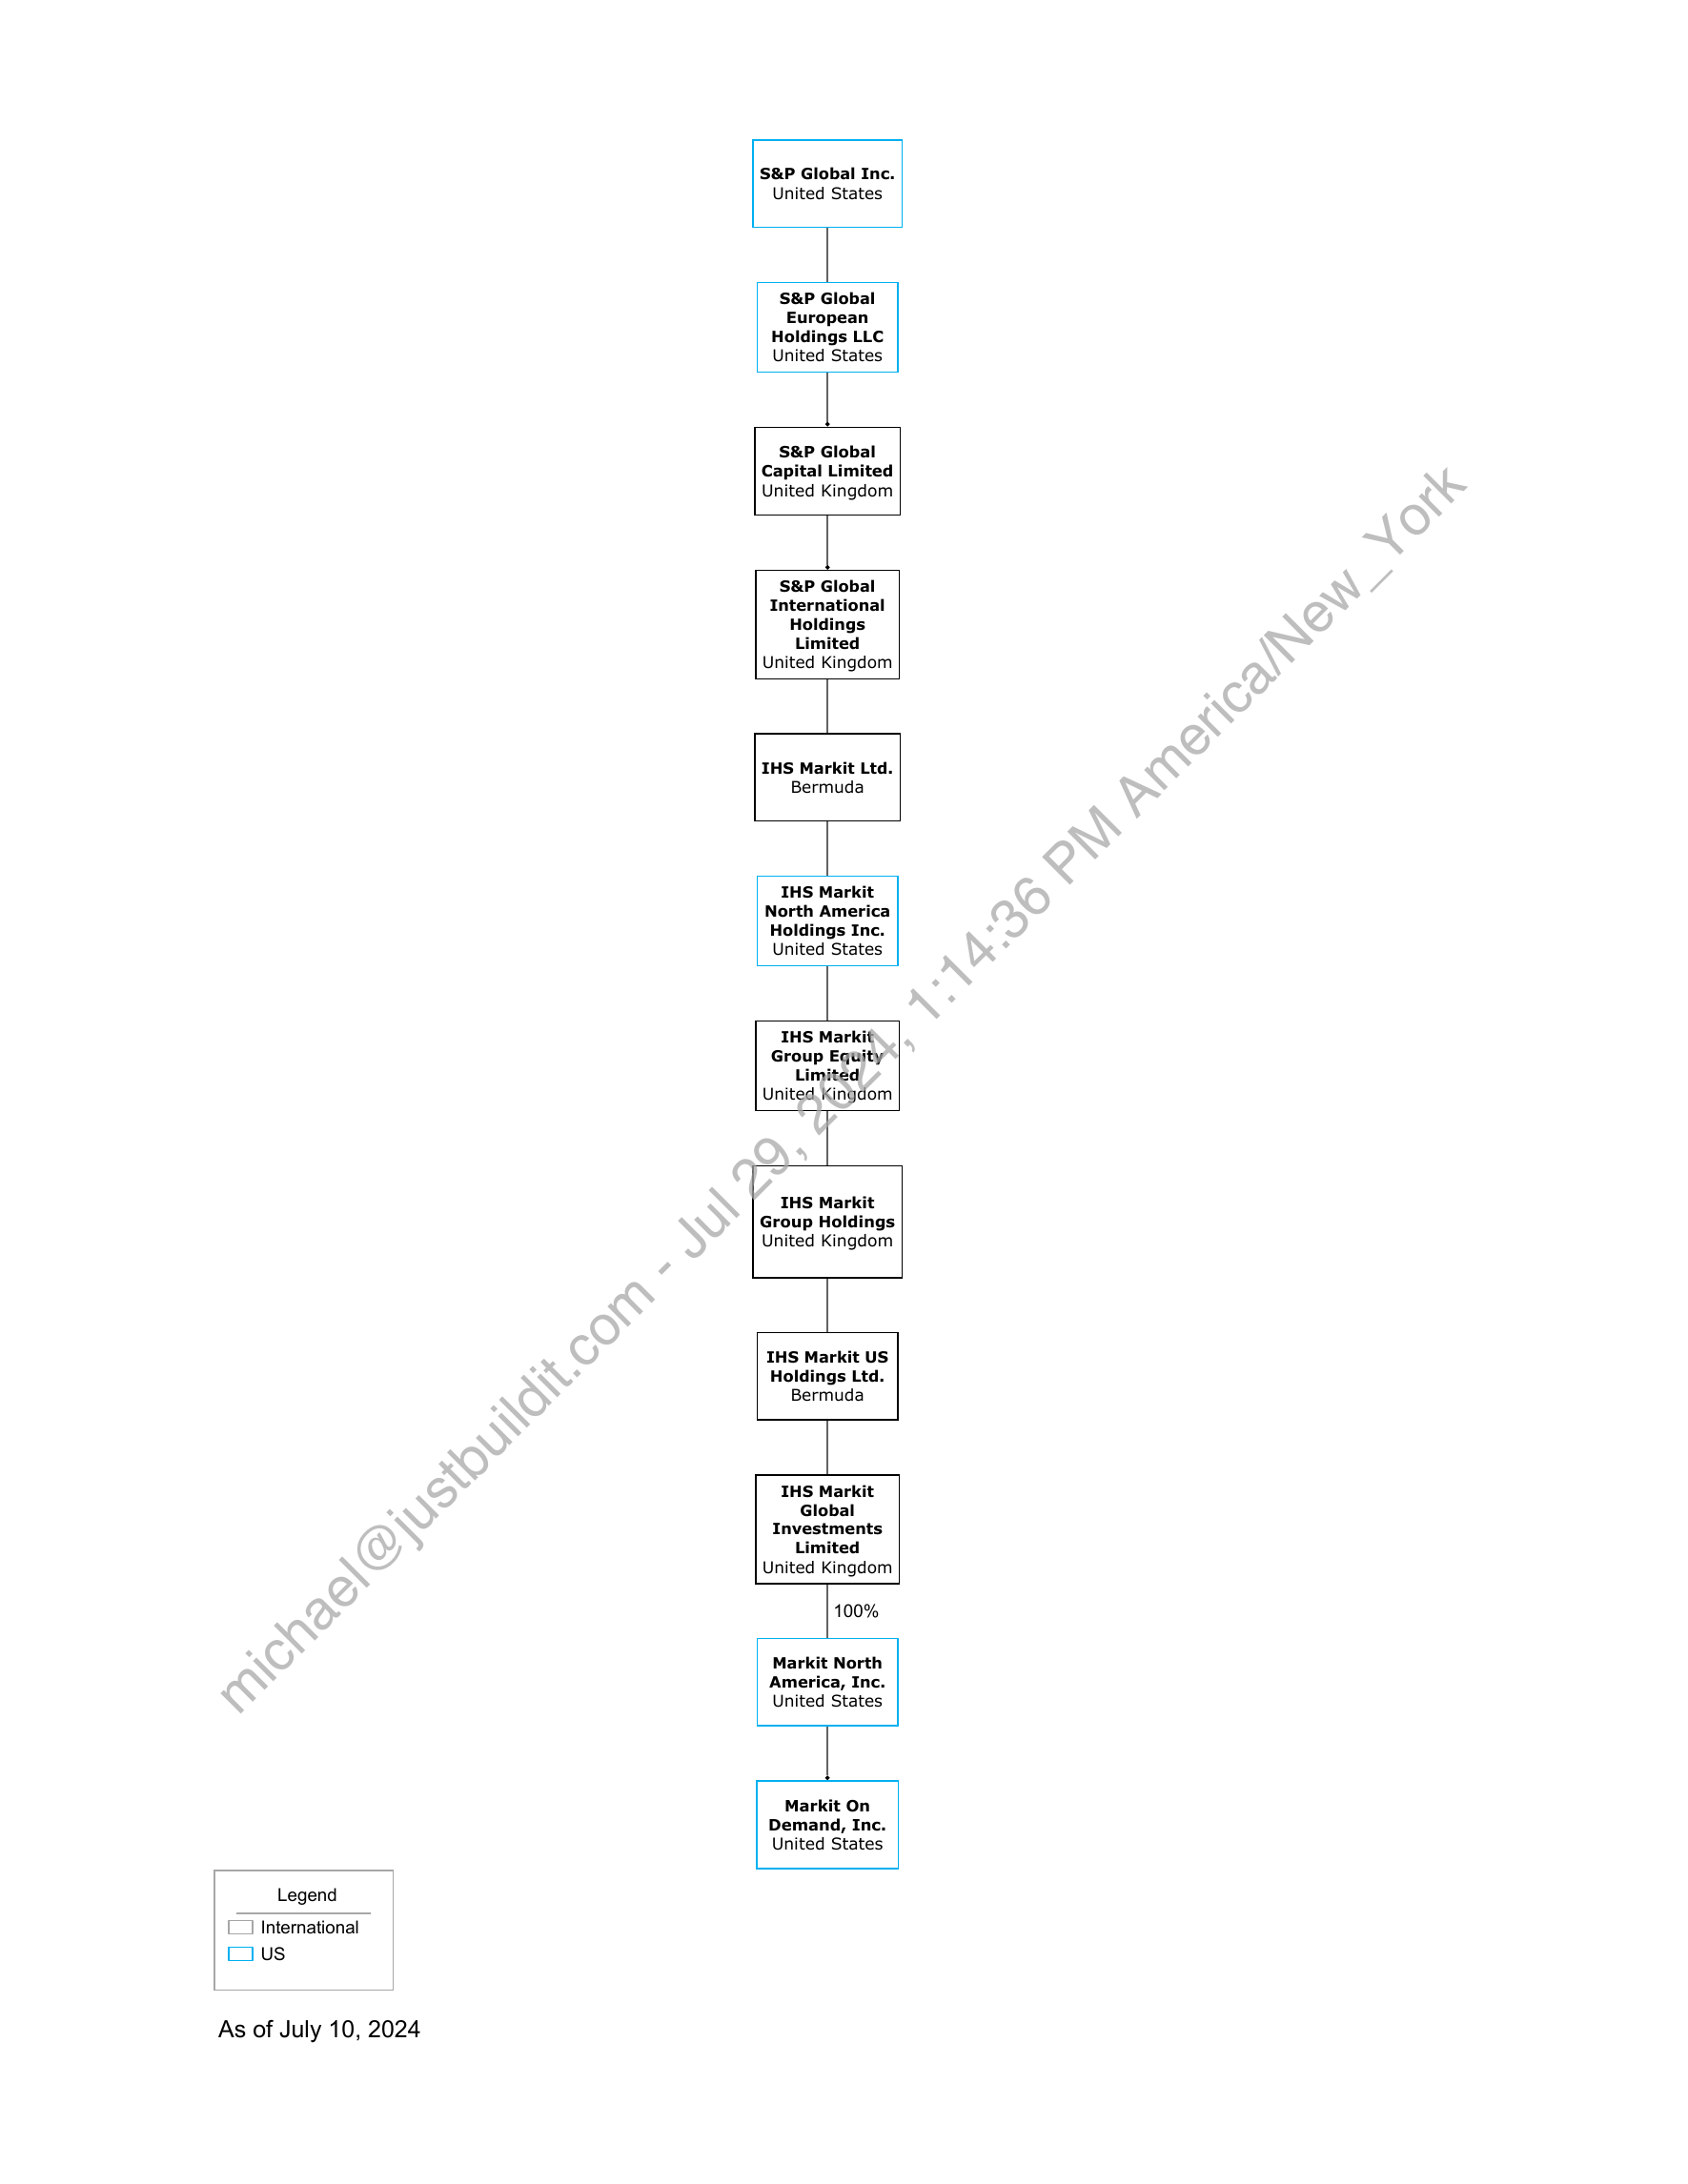 S&P Global Inc.
United States
S&P Global
European
Holdings LLC
United States
S&P Global
Capital Limited
United Kingdom
S&P Global
International
Holdings
Limited
United Kingdom
IHS Markit Ltd.
Bermuda
IHS Markit
North America
Holdings Inc.
United States
IHS Markit
Group Equity
Limited
United Kingdom
IHS Markit
Group Holdings
United Kingdom
IHS Markit US
Holdings Ltd.
Bermuda
IHS Markit
Global
Investments
Limited
United Kingdom
100%
Markit North
America, Inc.
United States
Markit On
Demand, Inc.
United States
Legend
International
US
As of July 10, 2024
michael@justbuildit.com - Jul 29, 2024, 1:14:36 PM America/New_York